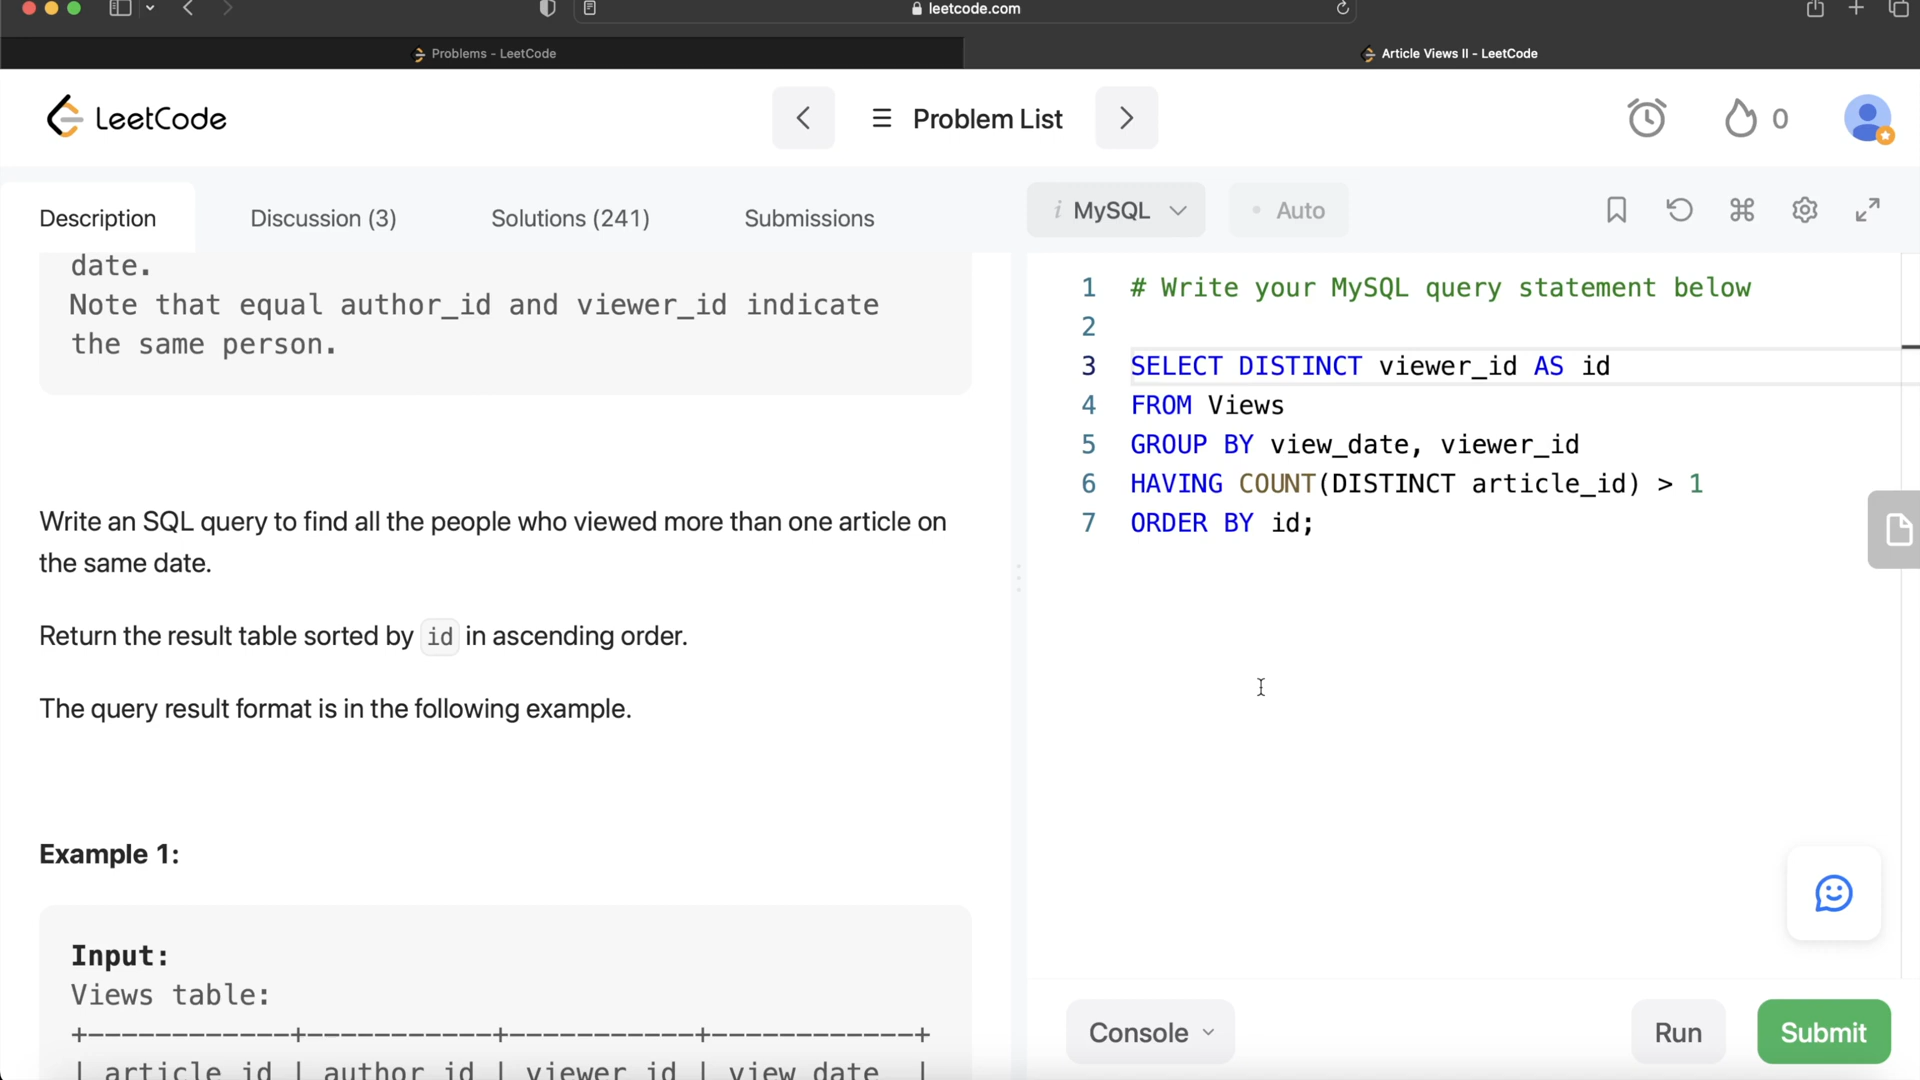 leetcode.com
Problems - LeetCode
Article Views II - LeetCode
LeetCode
Problem List
0
Description
Discussion (3)
Solutions (241)
Submissions
i MySQL
Auto
date.
Note that equal author_id and viewer_id indicate
the same person.
Write an SQL query to find all the people who viewed more than one article on
the same date.
Return the result table sorted by id in ascending order.
The query result format is in the following example.
Example 1:
Input:
Views table:
+------------+-----------+-----------+------------+
| article_id | author_id | viewer_id | view_date |
1 # Write your MySQL query statement below
2
3 SELECT DISTINCT viewer_id AS id
4 FROM Views
5 GROUP BY view_date, viewer_id
6 HAVING COUNT(DISTINCT article_id) > 1
7 ORDER BY id;
Console
Run
Submit